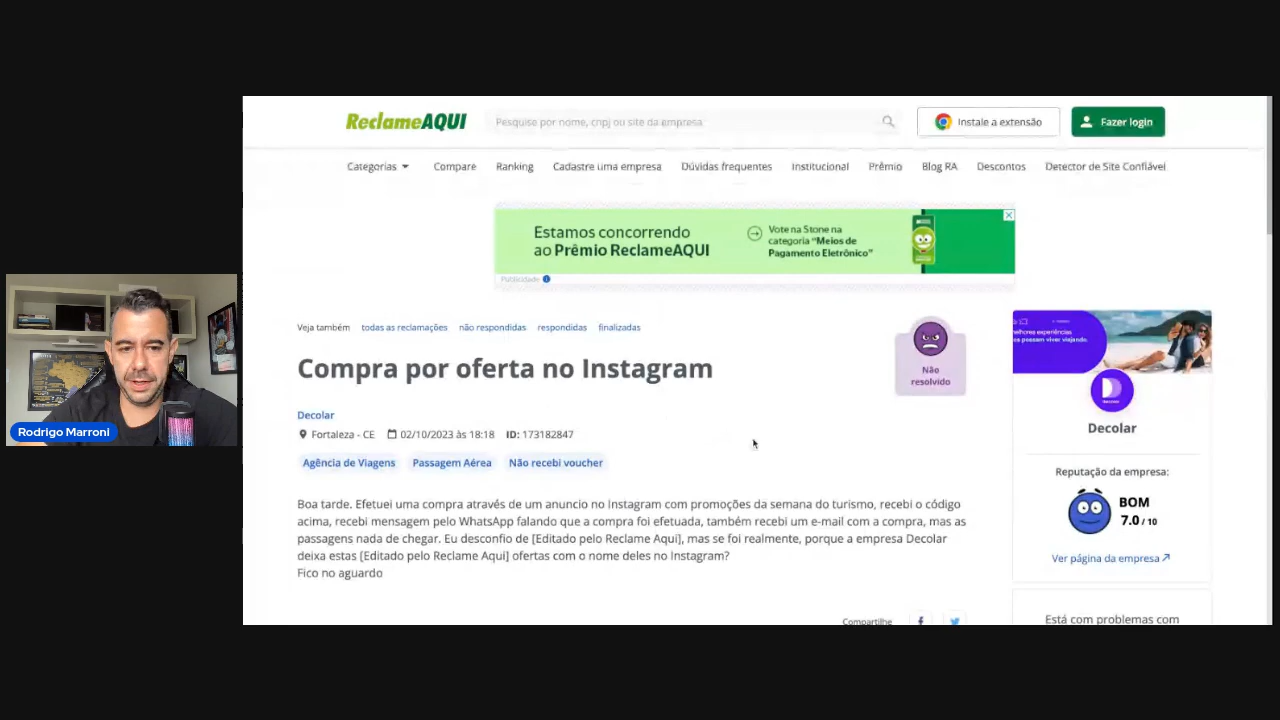 ReclameAQUI
Pesquise por nome, cnpj ou site da empresa
Instale a extensão
Fazer login
Categorias
Compare
Ranking
Cadastre uma empresa
Dúvidas frequentes
Institucional
Prêmio
Blog RA
Descontos
Detector de Site Confiável
Estamos concorrendo
ao Prêmio ReclameAQUI
Vote na Stone na
categoria “Meios de
Pagamento Eletrônico”
Publicidade
Veja também todas as reclamações não respondidas respondidas finalizadas
Não
resolvido
Compra por oferta no Instagram
Decolar
Fortaleza - CE 02/10/2023 às 18:18 ID: 173182847
Agência de Viagens Passagem Aérea Não recebi voucher
Boa tarde. Efetuei uma compra através de um anuncio no Instagram com promoções da semana do turismo, recebi o código
acima, recebi mensagem pelo WhatsApp falando que a compra foi efetuada, também recebi um e-mail com a compra, mas as
passagens nada de chegar. Eu desconfio de [Editado pelo Reclame Aqui], mas se foi realmente, porque a empresa Decolar
deixa estas [Editado pelo Reclame Aqui] ofertas com o nome deles no Instagram?
Fico no aguardo
Compartilhe
melhores experiências
possam viver viajando.
decolar
Decolar
Reputação da empresa:
BOM
7.0 / 10
Ver página da empresa
Está com problemas com
Rodrigo Marroni